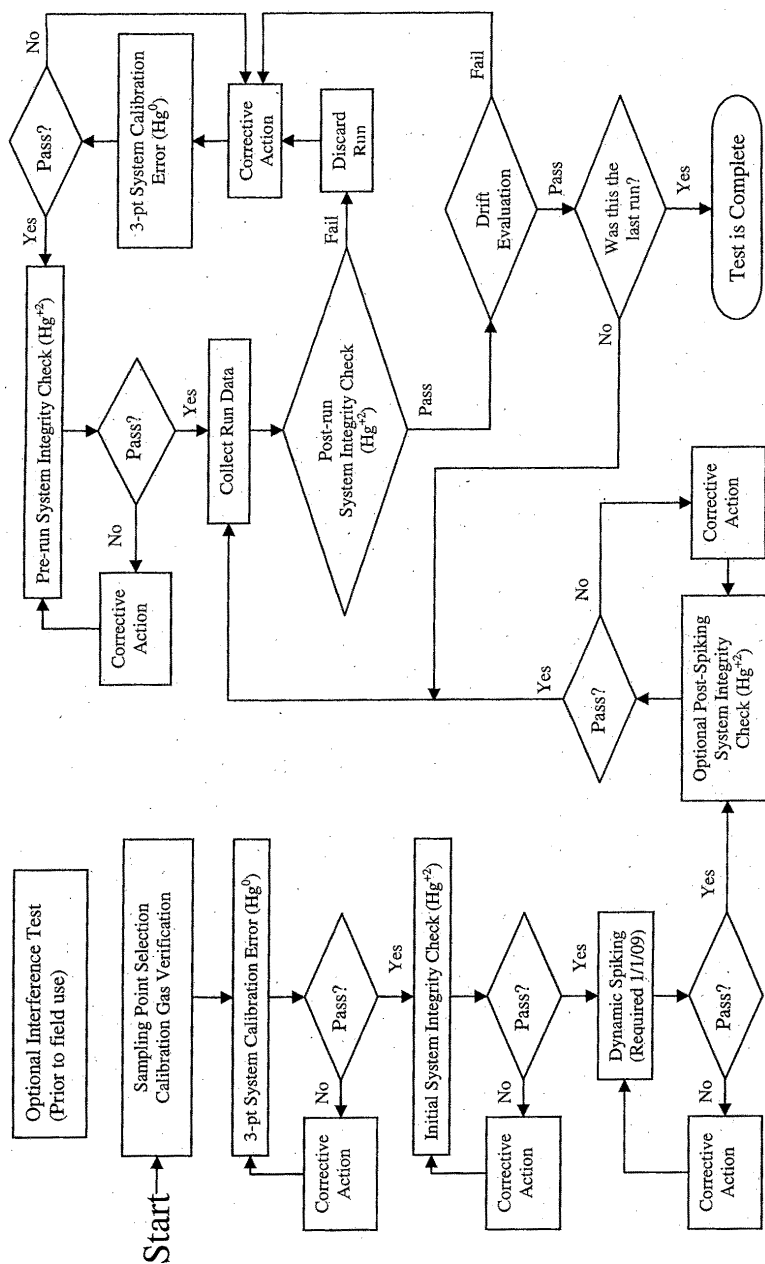 Optional Interference Test
(Prior to field use)
Start
Sampling Point Selection
Calibration Gas Verification
3-pt System Calibration Error (Hg⁰)
Pass?
No
Corrective
Action
Yes
Initial System Integrity Check (Hg⁺²)
Pass?
No
Corrective
Action
Yes
Dynamic Spiking
(Required 1/1/09)
Pass?
No
Corrective
Action
Yes
Optional Post-Spiking
System Integrity
Check (Hg⁺²)
Pass?
No
Corrective
Action
Yes
Pre-run System Integrity Check (Hg⁺²)
Pass?
No
Corrective
Action
Yes
Collect Run Data
Post-run
System Integrity Check
(Hg⁺²)
Fail
Discard
Run
Corrective
Action
3-pt System Calibration
Error (Hg⁰)
Pass?
No
Yes
Pass
Drift
Evaluation
Fail
Pass
Was this the
last run?
No
Yes
Test is Complete